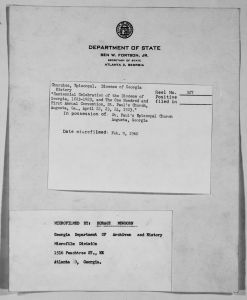 DEPARTMENT OF STATE
BEN W. FORTSON, JR.
SECRETARY OF STATE
ATLANTA 3, GEORGIA
Churches, Episcopal, Diocese of Georgia
History
"Centennial Celebration of the Diocese of
Georgia, 1823-1923, and The One Hundred and
First Annual Convention, St. Paul's Church
Augusta, Ga., April 22, 23, 24, 1923."
In possession of St. Paul's Episcopal Church
Augusta, Georgia
Date microfilmed: Feb. 9,
Reel No.
Positive
filed in
MICROFILMED BY: HORACE
Georgia Department OF Archives and History
Microfilm Division
1516 Peachtree ST., NW
Atlanta Georgia.